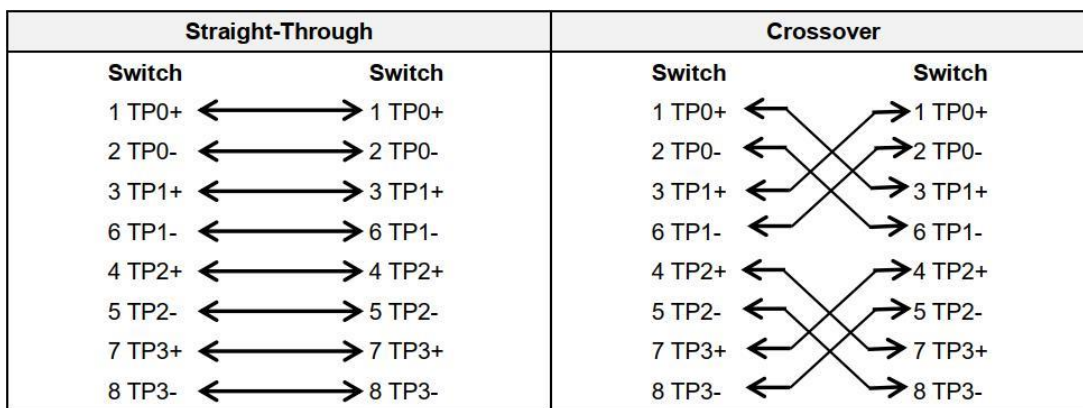 Straight-Through Crossover
Switch Switch Switch Switch
1 TP0+ 1 TP0+ 1 TP0+ 1 TP0+
2 TP0- 2 TP0- 2 TP0- 2 TP0-
3 TP1+ 3 TP1+ 3 TP1+ 3 TP1+
6 TP1- 6 TP1- 6 TP1- 6 TP1-
4 TP2+ 4 TP2+ 4 TP2+ 4 TP2+
5 TP2- 5 TP2- 5 TP2- 5 TP2-
7 TP3+ 7 TP3+ 7 TP3+ 7 TP3+
8 TP3- 8 TP3- 8 TP3- 8 TP3-